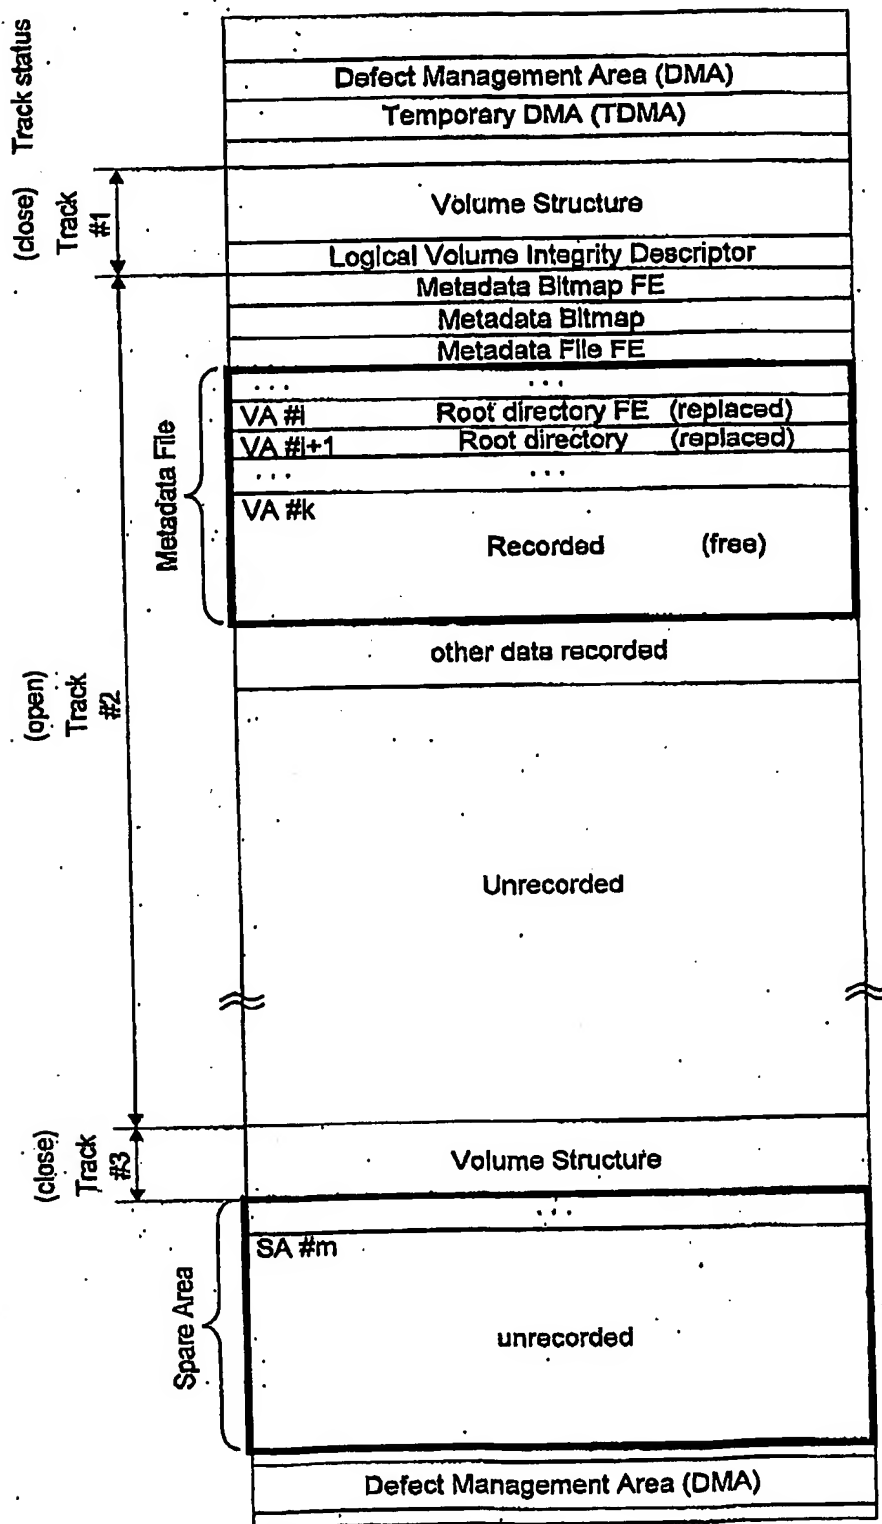 Track status
Defect Management Area (DMA)
Temporary DMA (TDMA)
(close)
Track
#1
Volume Structure
Logical Volume Integrity Descriptor
Metadata Bitmap FE
Metadata Bitmap
Metadata File FE
Metadata File
... ...
VA #i Root directory FE (replaced)
VA #i+1 Root directory (replaced)
... ...
VA #k
Recorded (free)
other data recorded
(open)
Track
#2
Unrecorded
(close)
Track
#3
Volume Structure
Spare Area
...
SA #m
unrecorded
Defect Management Area (DMA)